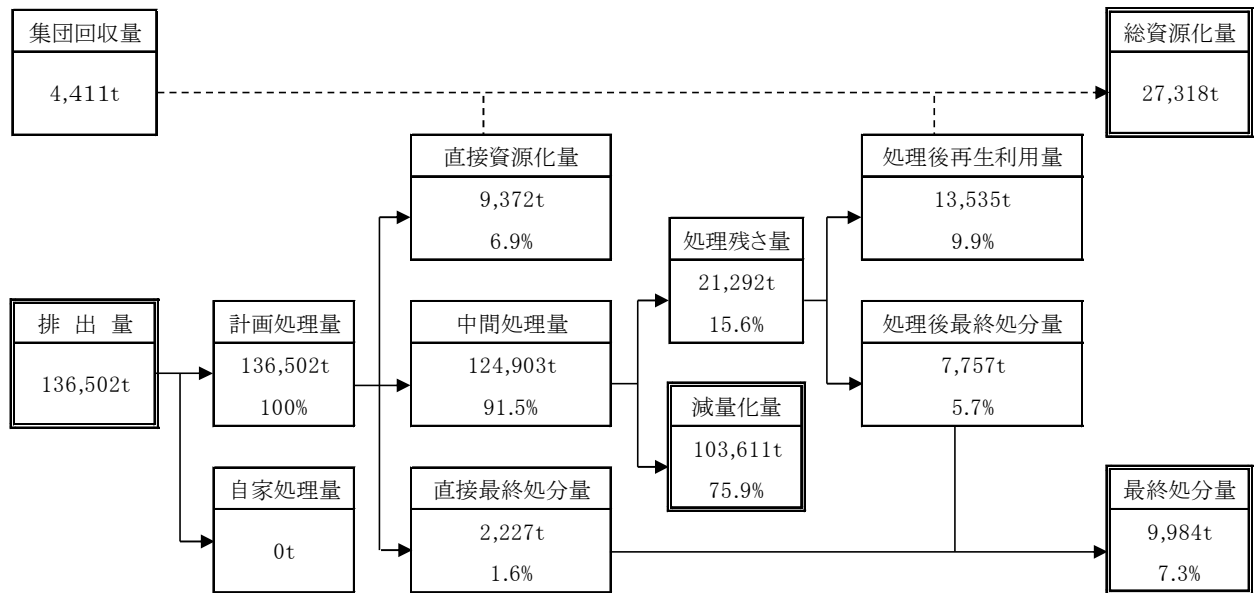 集団回収量
4,411t
総資源化量
27,318t
直接資源化量
9,372t
6.9%
処理後再生利用量
13,535t
9.9%
処理残さ量
21,292t
15.6%
排 出 量
136,502t
計画処理量
136,502t
100%
中間処理量
124,903t
91.5%
処理後最終処分量
7,757t
5.7%
減量化量
103,611t
75.9%
自家処理量
0t
直接最終処分量
2,227t
1.6%
最終処分量
9,984t
7.3%